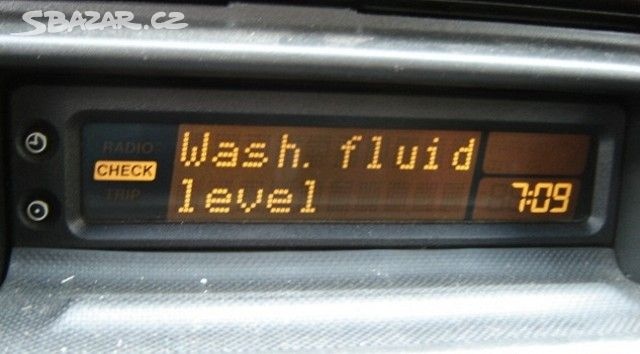 SBAZAR.CZ
RADIO
CHECK
TRIP
Wash. fluid
level
7:09